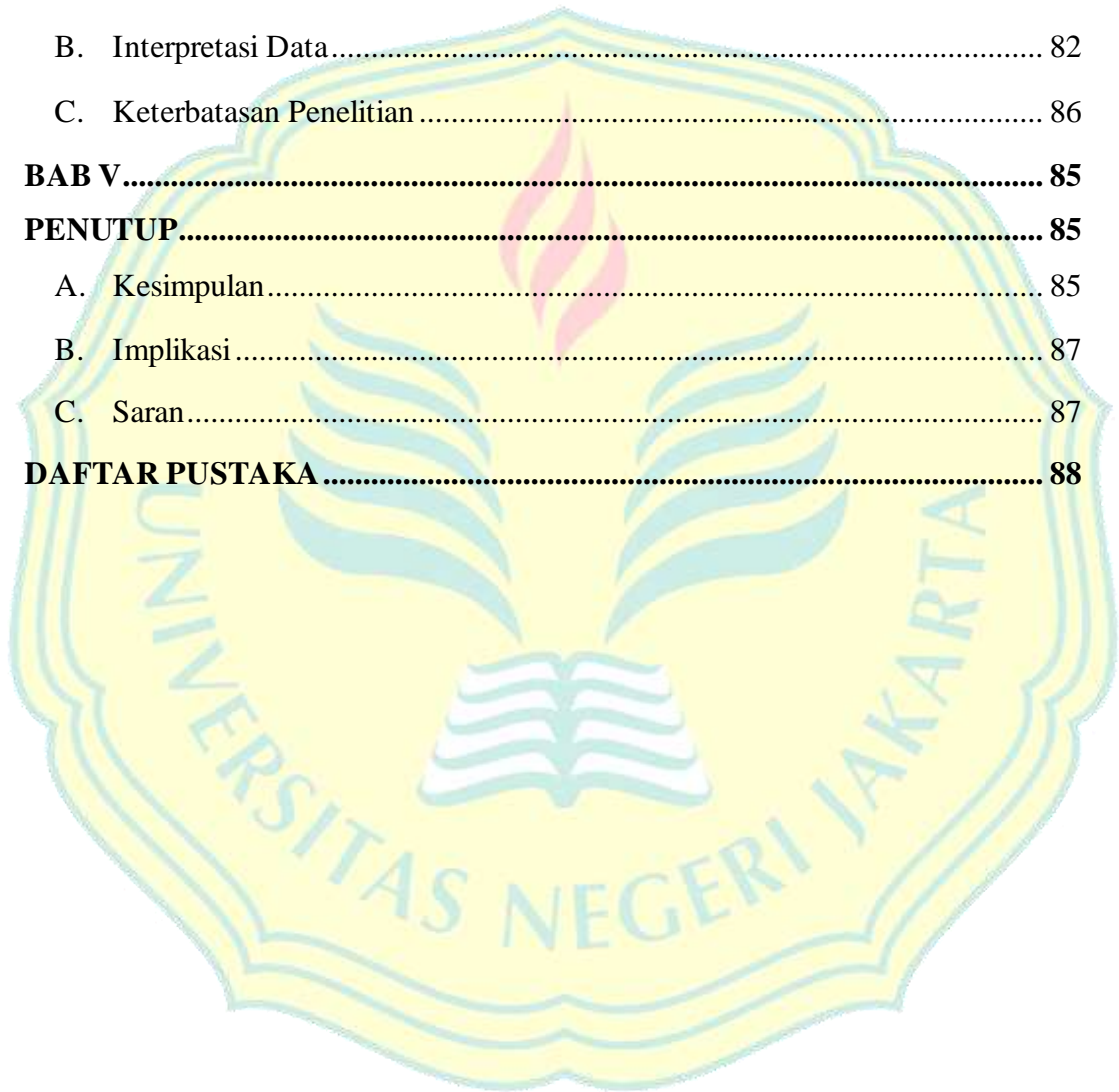 B. Interpretasi Data........................................................................................ 82
C. Keterbatasan Penelitian ............................................................................ 86
BAB V................................................................................................................ 85
PENUTUP......................................................................................................... 85
A. Kesimpulan................................................................................................ 85
B. Implikasi .................................................................................................... 87
C. Saran.......................................................................................................... 87
DAFTAR PUSTAKA ....................................................................................... 88
UNIVERSITAS NEGERI JAKARTA